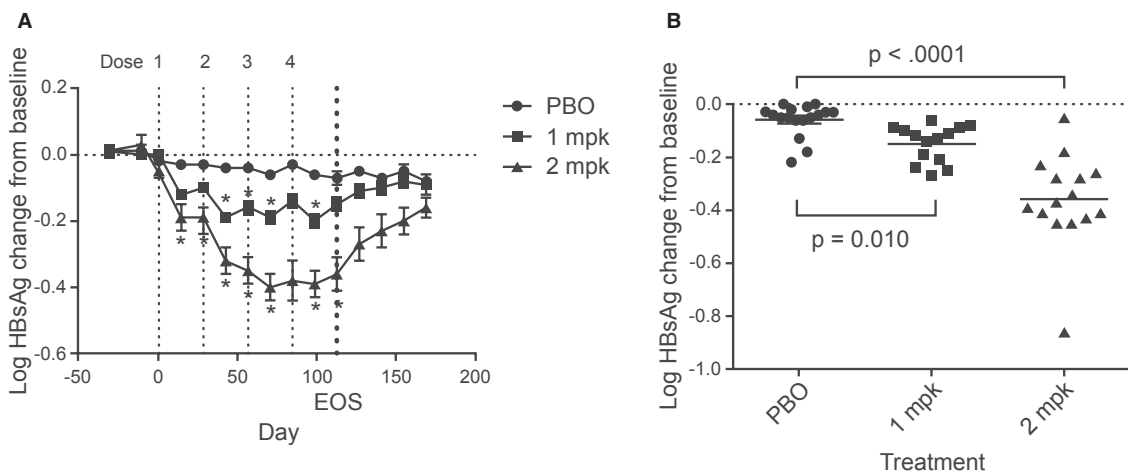 A
Dose 1 2 3 4
Log HBsAg change from baseline
0.2
0.0
-0.2
-0.4
-0.6
-50 0 50 100 150 200
EOS
Day
* * * * *
* * * * * * *
PBO
1 mpk
2 mpk
B
p < .0001
Log HBsAg change from baseline
0.0
-0.2
-0.4
-0.6
-0.8
-1.0
p = 0.010
PBO
1 mpk
2 mpk
Treatment